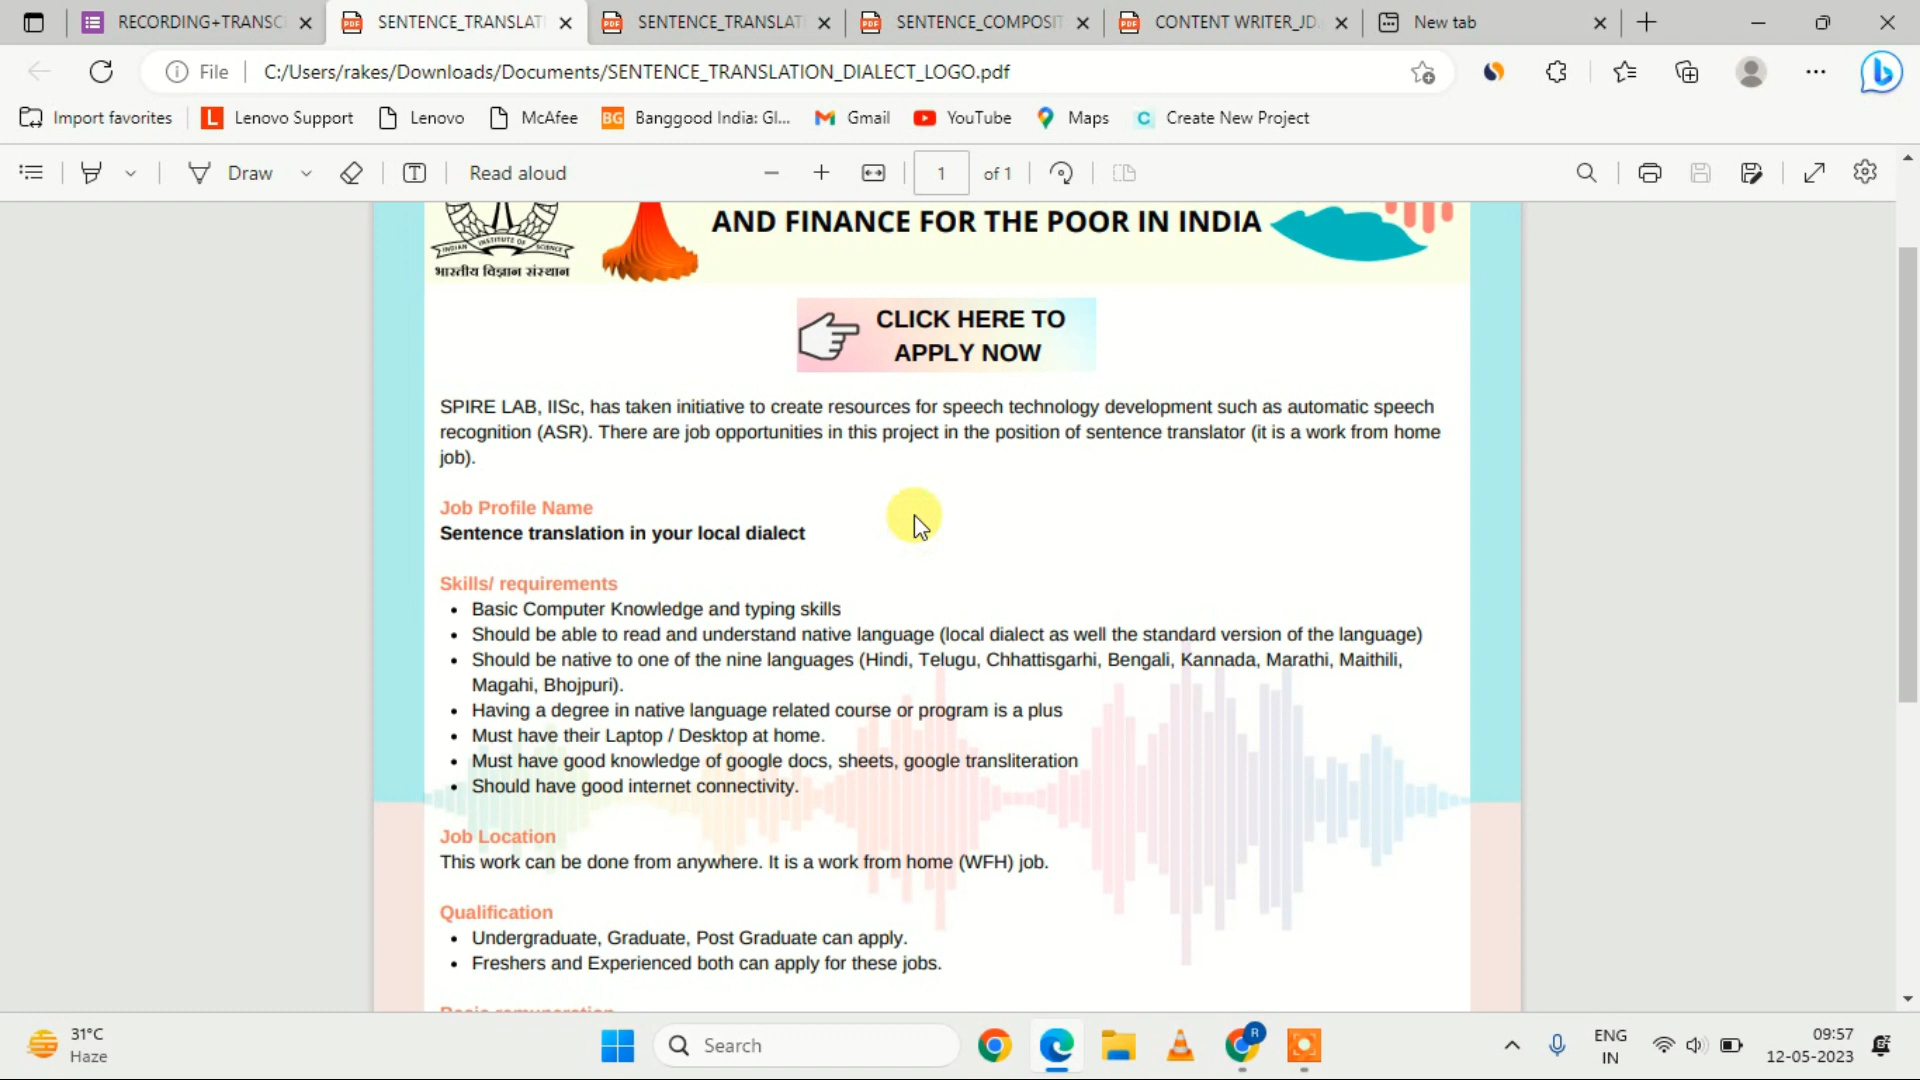 RECORDING+TRANSC
SENTENCE_TRANSLATI
SENTENCE_TRANSLATI
SENTENCE_COMPOSIT
CONTENT WRITER_JD.
New tab
File
C:/Users/rakes/Downloads/Documents/SENTENCE_TRANSLATION_DIALECT_LOGO.pdf
Import favorites
Lenovo Support
Lenovo
McAfee
BG
Banggood India: Gl...
Gmail
YouTube
Maps
Create New Project
Draw
Read aloud
1
of 1
AND FINANCE FOR THE POOR IN INDIA
INDIAN INSTITUTE OF SCIENCE
भारतीय विज्ञान संस्थान
CLICK HERE TO
APPLY NOW
SPIRE LAB, IISc, has taken initiative to create resources for speech technology development such as automatic speech
recognition (ASR). There are job opportunities in this project in the position of sentence translator (it is a work from home
job).
Job Profile Name
Sentence translation in your local dialect
Skills/ requirements
• Basic Computer Knowledge and typing skills
• Should be able to read and understand native language (local dialect as well the standard version of the language)
• Should be native to one of the nine languages (Hindi, Telugu, Chhattisgarhi, Bengali, Kannada, Marathi, Maithili,
Magahi, Bhojpuri).
• Having a degree in native language related course or program is a plus
• Must have their Laptop / Desktop at home.
• Must have good knowledge of google docs, sheets, google transliteration
• Should have good internet connectivity.
Job Location
This work can be done from anywhere. It is a work from home (WFH) job.
Qualification
• Undergraduate, Graduate, Post Graduate can apply.
• Freshers and Experienced both can apply for these jobs.
Basic remuneration
31°C
Haze
Search
R
ENG
IN
09:57
12-05-2023